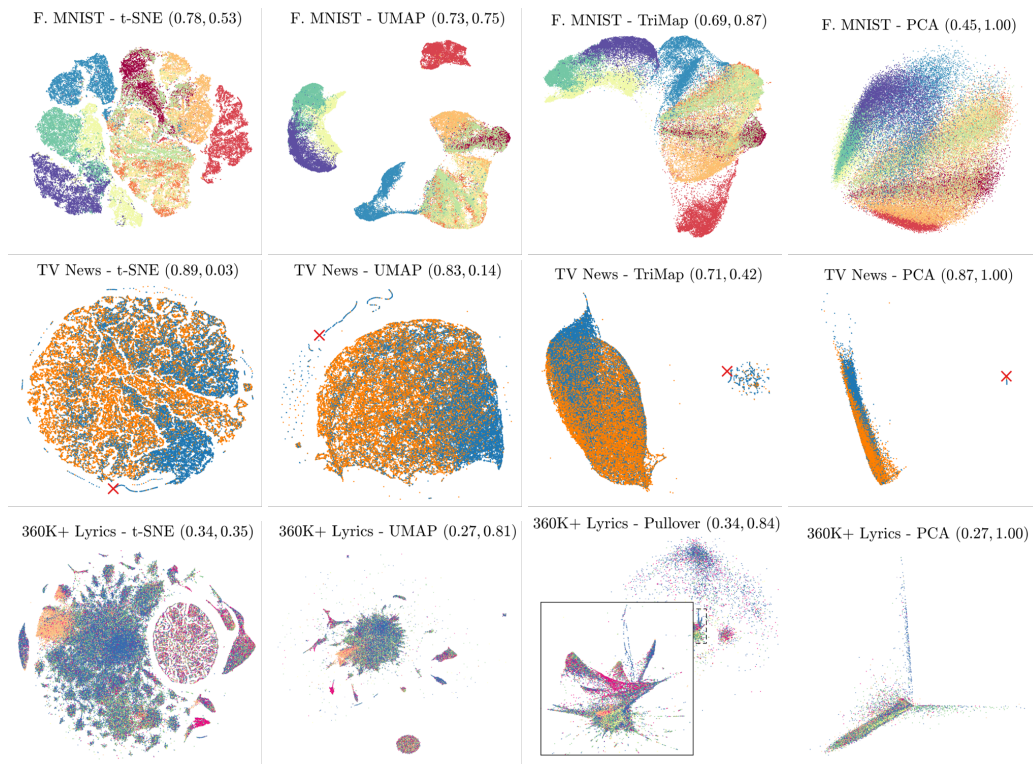 F. MNIST - t-SNE (0.78, 0.53)
F. MNIST - UMAP (0.73, 0.75)
F. MNIST - TriMap (0.69, 0.87)
F. MNIST - PCA (0.45, 1.00)
TV News - t-SNE (0.89, 0.03)
TV News - UMAP (0.83, 0.14)
TV News - TriMap (0.71, 0.42)
TV News - PCA (0.87, 1.00)
360K+ Lyrics - t-SNE (0.34, 0.35)
360K+ Lyrics - UMAP (0.27, 0.81)
360K+ Lyrics - Pullover (0.34, 0.84)
360K+ Lyrics - PCA (0.27, 1.00)